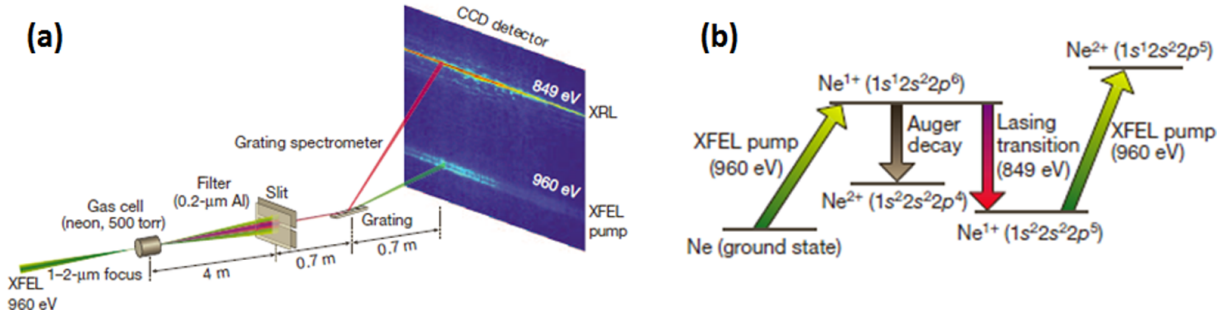 (a)
CCD detector
849 eV
XRL
Grating spectrometer
960 eV
Filter
(0.2-μm Al)
Slit
XFEL
pump
Gas cell
(neon, 500 torr)
Grating
0.7 m
0.7 m
4 m
1–2-μm focus
XFEL
960 eV
(b)
Ne2+ (1s12s22p5)
Ne1+ (1s12s22p6)
XFEL pump
(960 eV)
Auger
decay
Lasing
transition
(849 eV)
XFEL pump
(960 eV)
Ne2+ (1s22s22p4)
Ne (ground state)
Ne1+ (1s22s22p5)